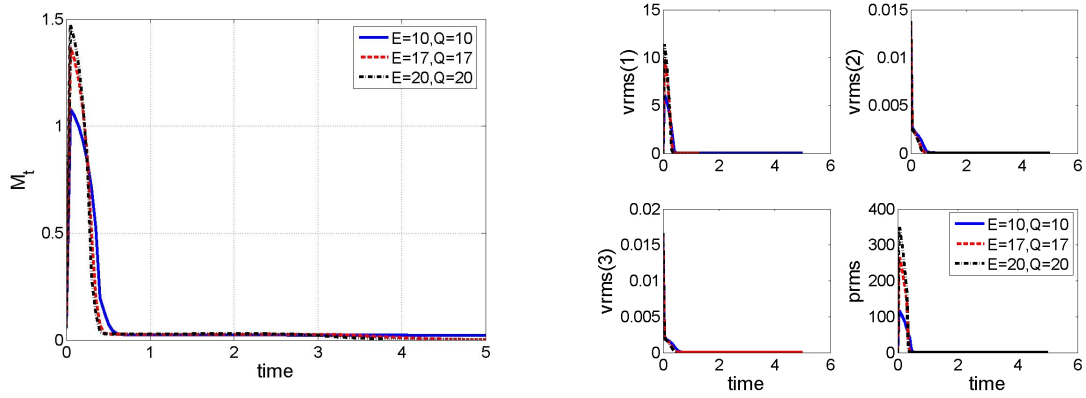 1.5
1
0.5
0
M_t
0 1 2 3 4 5
time
E=10,Q=10
E=17,Q=17
E=20,Q=20
15
10
5
0
vrms(1)
0 2 4 6
0.015
0.01
0.005
0
vrms(2)
0 2 4 6
0.02
0.015
0.01
0.005
0
vrms(3)
0 2 4 6
time
400
300
200
100
0
prms
0 2 4 6
time
E=10,Q=10
E=17,Q=17
E=20,Q=20